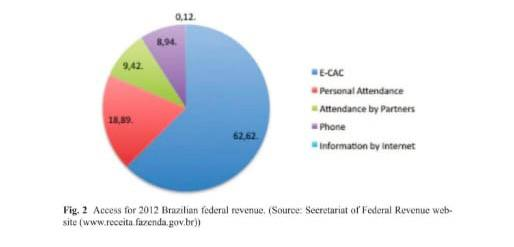 0,12.
8,94.
9,42.
18,89.
62,62.
E-CAC
Personal Attendance
Attendance by Partners
Phone
Information by Internet
Fig. 2 Access for 2012 Brazilian federal revenue. (Source: Secretariat of Federal Revenue web-
site (www.receita.fazenda.gov.br))